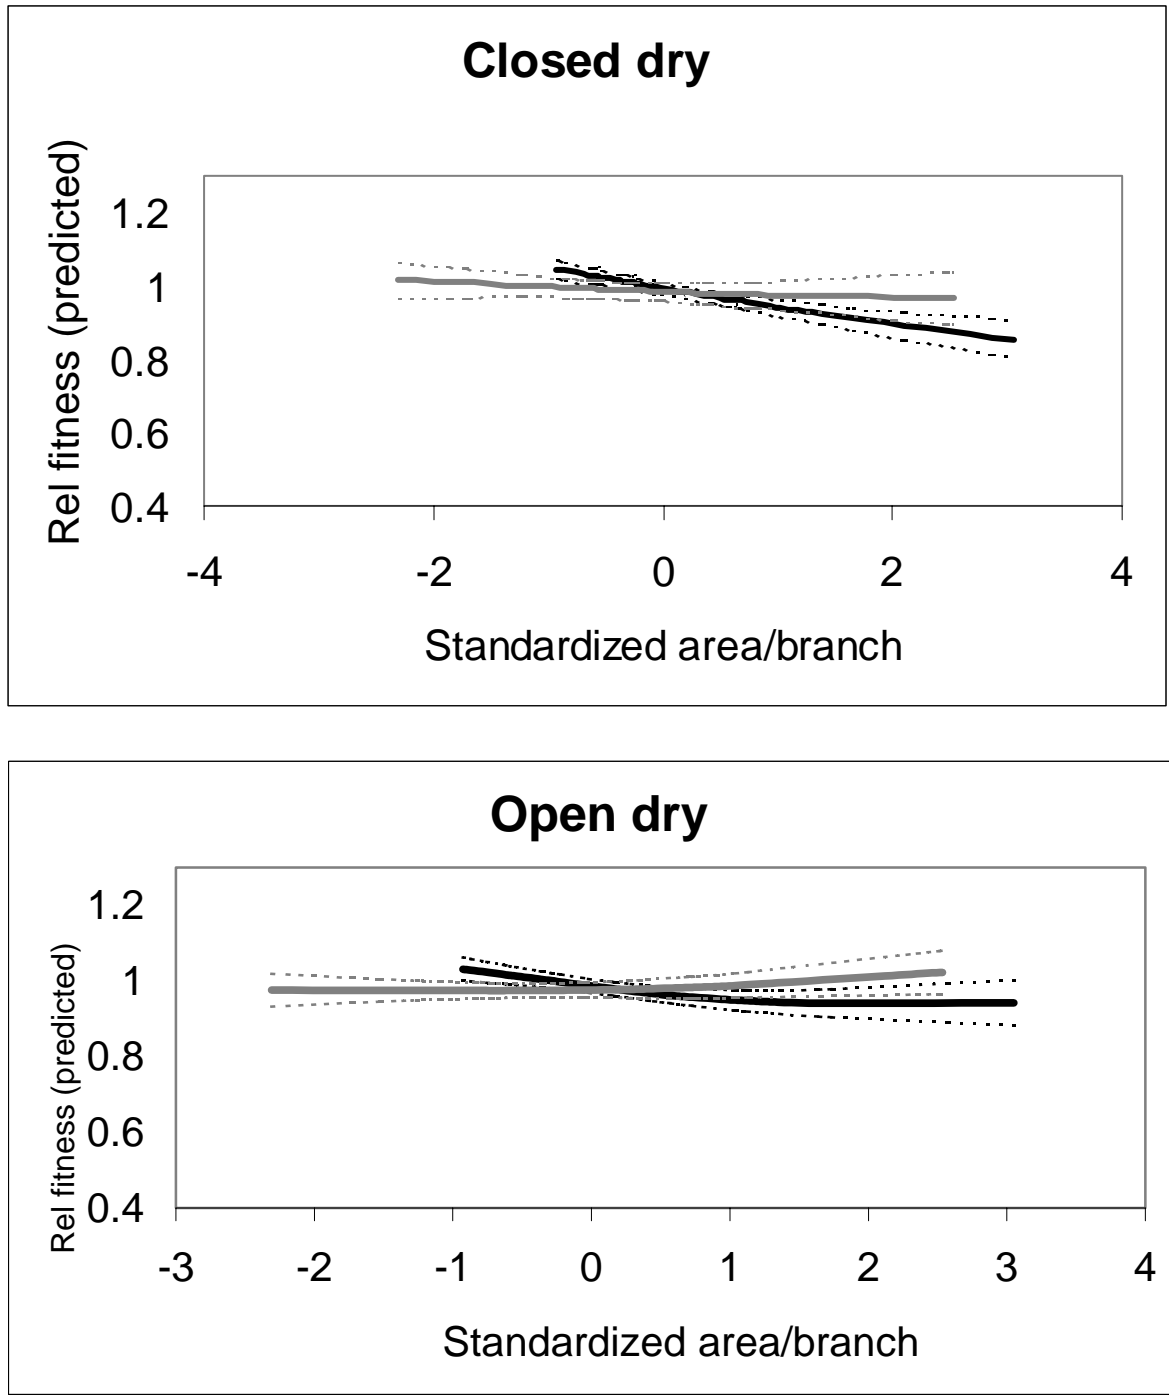 Closed dry
Rel fitness (predicted)
1.2
1
0.8
0.6
0.4
-4 -2 0 2 4
Standardized area/branch
Open dry
Rel fitness (predicted)
1.2
1
0.8
0.6
0.4
-3 -2 -1 0 1 2 3 4
Standardized area/branch